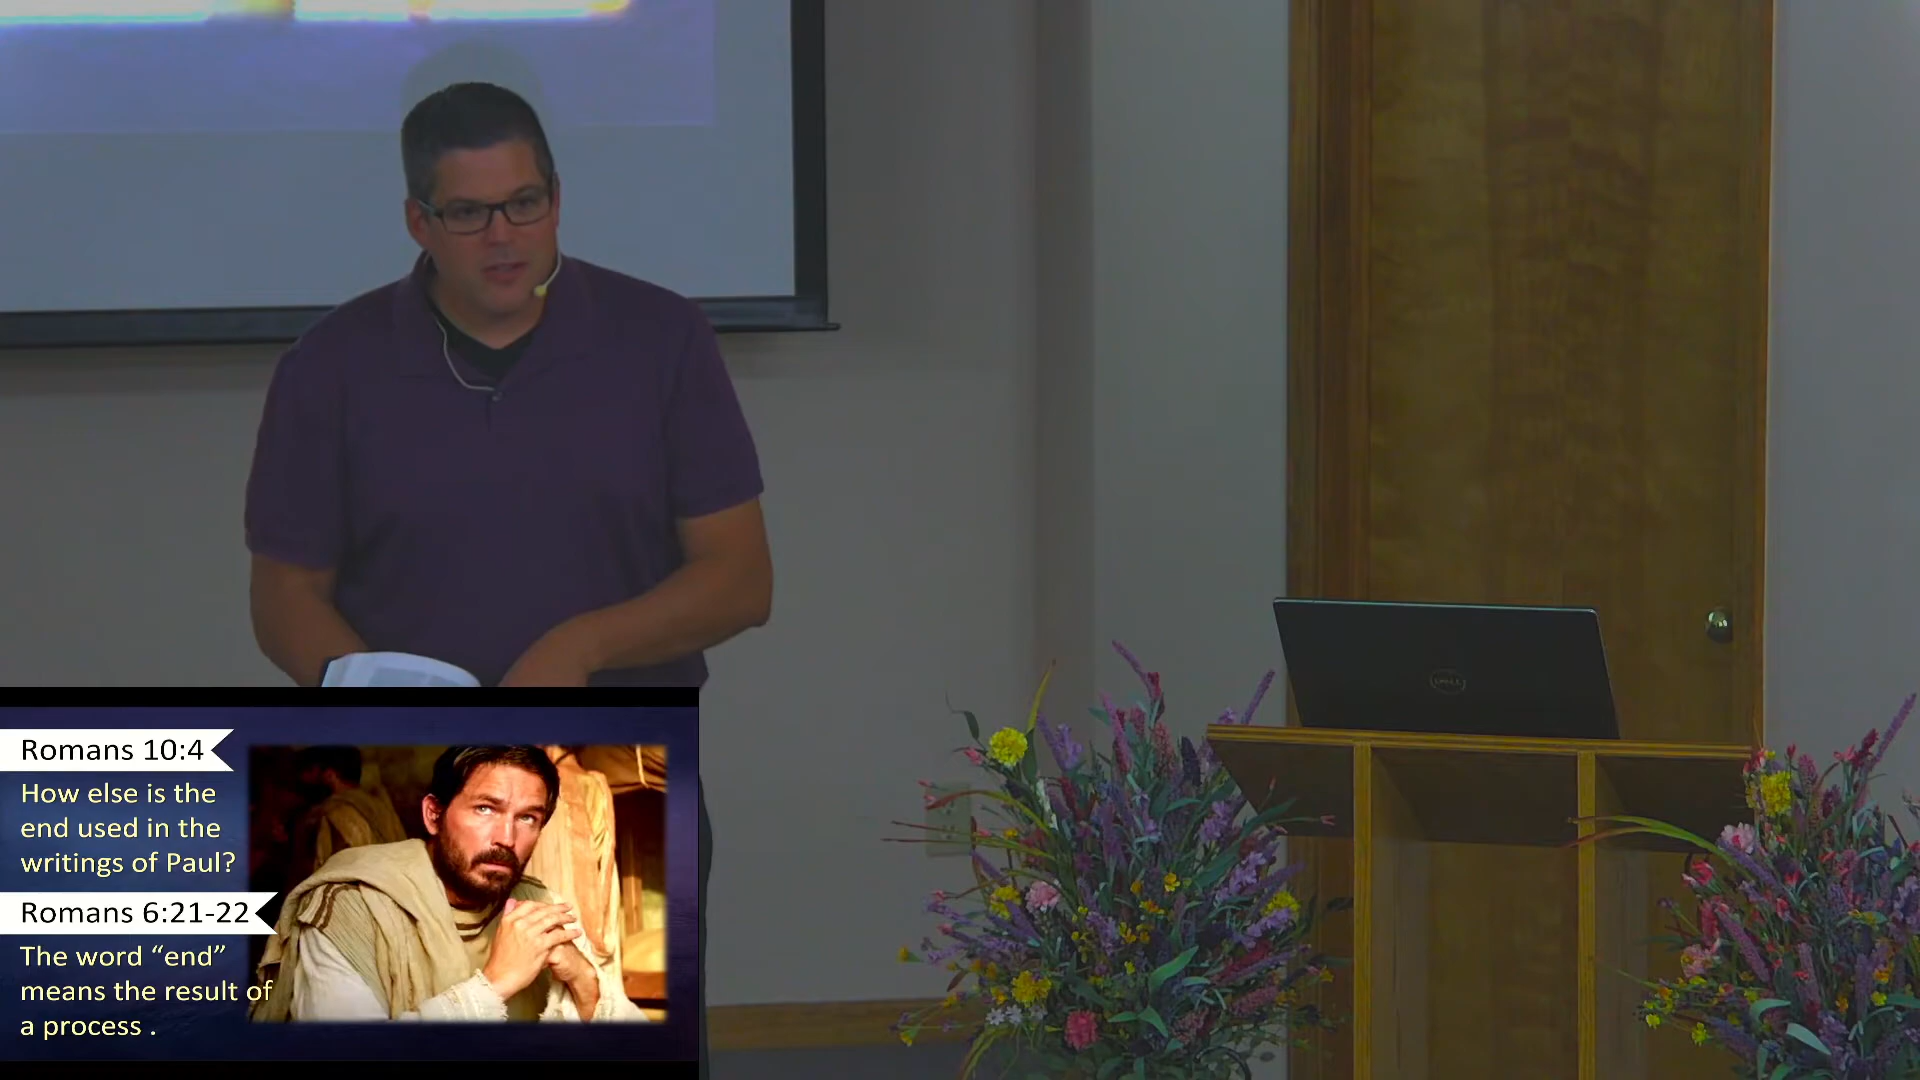 Romans 10:4
How else is the
end used in the
writings of Paul?
Romans 6:21-22
The word “end”
means the result of
a process .
DELL